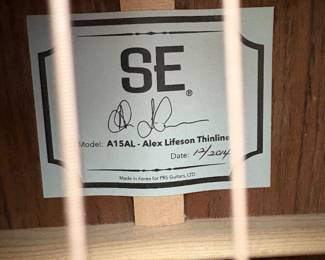 SE®
Model: A15AL - Alex Lifeson Thinline
Date: 12/2014
Made in Korea for PRS Guitars, LTD